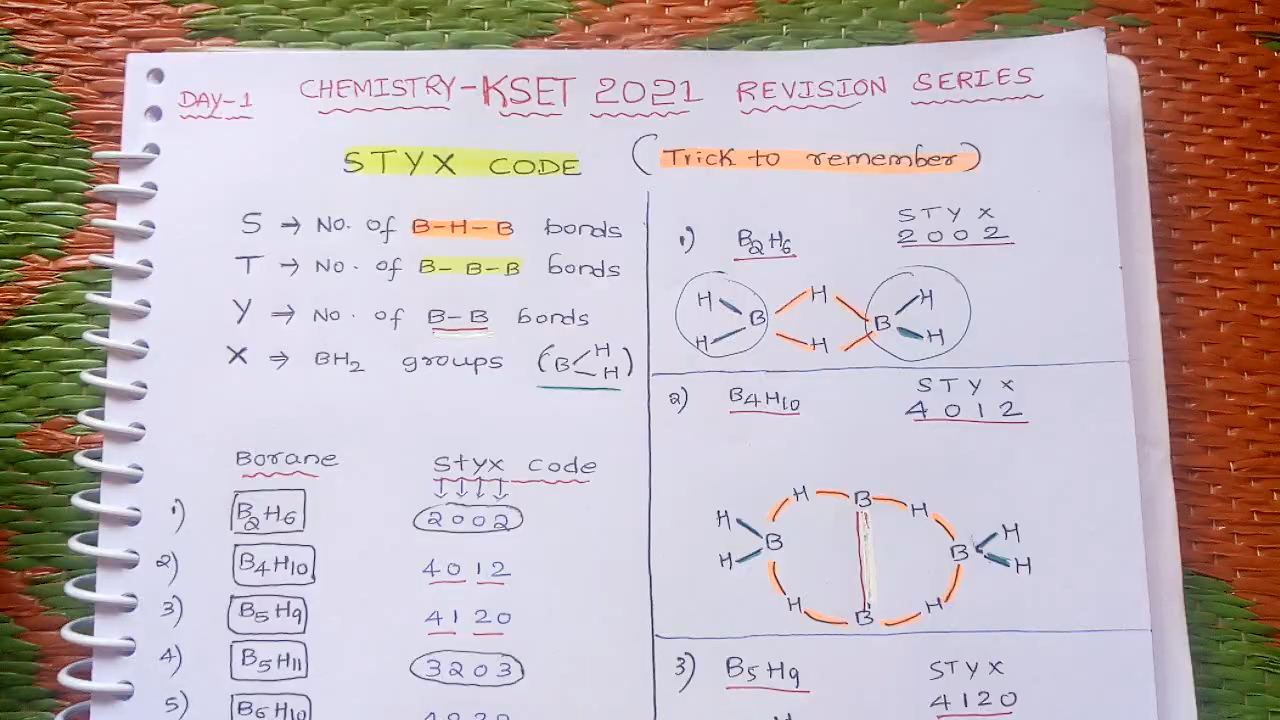 DAY-1 CHEMISTRY-KSET 2021 REVISION SERIES
STYX CODE (Trick to remember)
S → No. of B-H-B bonds
T → No. of B-B-B bonds
Y → No. of B-B bonds
X → BH2 groups (B H H)
Borane Styx code
1) B2H6 2002
2) B4H10 4012
3) B5H9 4120
4) B5H11 3203
5) B6H10 4020
1) B2H6
STYX
2002
H H H
B B
H H H
2) B4H10
STYX
4012
H B H
H B B H
H H
H B H
3) B5H9
STYX
4120
H